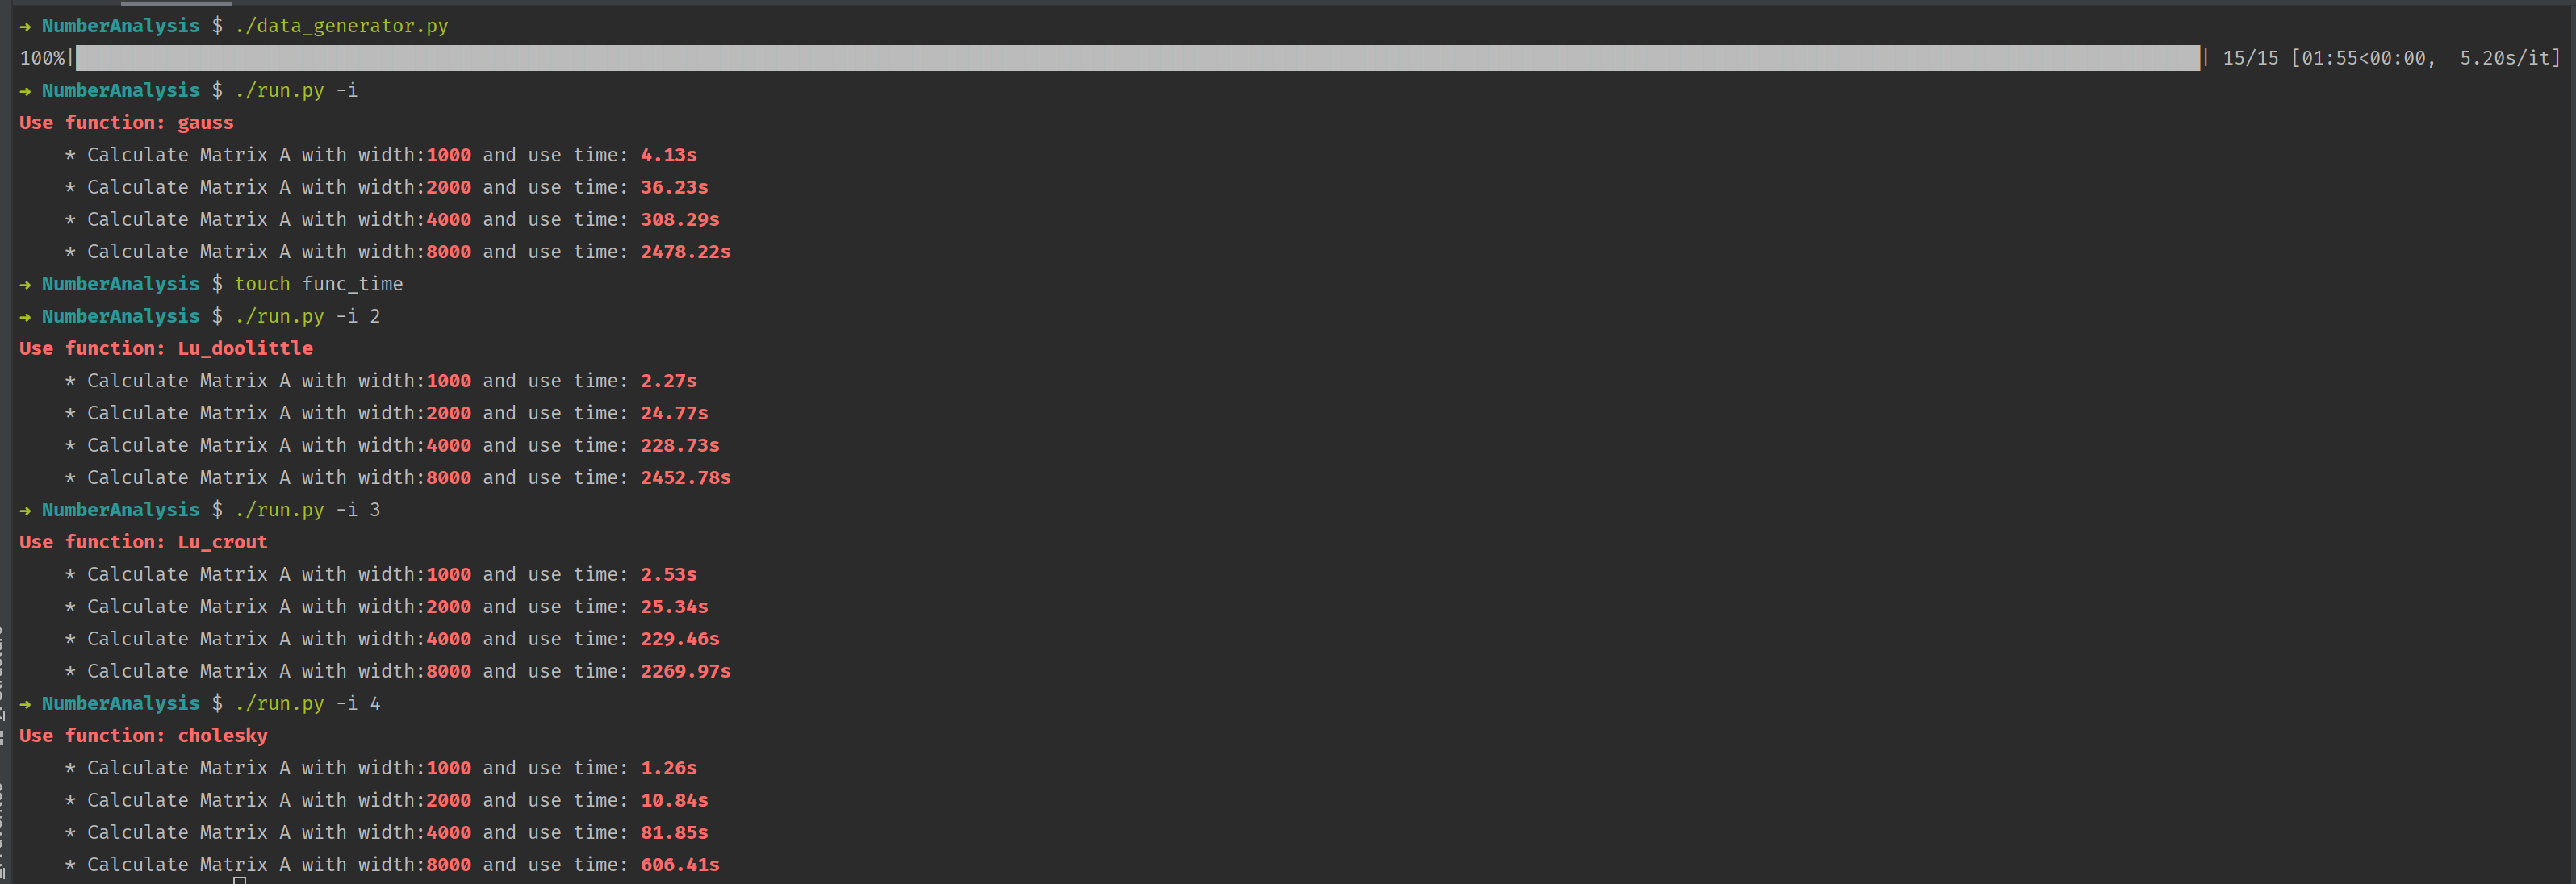 → NumberAnalysis $ ./data_generator.py
100%|| 15/15 [01:55<00:00,  5.20s/it]
→ NumberAnalysis $ ./run.py -i
Use function: gauss
    * Calculate Matrix A with width:1000 and use time: 4.13s
    * Calculate Matrix A with width:2000 and use time: 36.23s
    * Calculate Matrix A with width:4000 and use time: 308.29s
    * Calculate Matrix A with width:8000 and use time: 2478.22s
→ NumberAnalysis $ touch func_time
→ NumberAnalysis $ ./run.py -i 2
Use function: Lu_doolittle
    * Calculate Matrix A with width:1000 and use time: 2.27s
    * Calculate Matrix A with width:2000 and use time: 24.77s
    * Calculate Matrix A with width:4000 and use time: 228.73s
    * Calculate Matrix A with width:8000 and use time: 2452.78s
→ NumberAnalysis $ ./run.py -i 3
Use function: Lu_crout
    * Calculate Matrix A with width:1000 and use time: 2.53s
    * Calculate Matrix A with width:2000 and use time: 25.34s
    * Calculate Matrix A with width:4000 and use time: 229.46s
    * Calculate Matrix A with width:8000 and use time: 2269.97s
→ NumberAnalysis $ ./run.py -i 4
Use function: cholesky
    * Calculate Matrix A with width:1000 and use time: 1.26s
    * Calculate Matrix A with width:2000 and use time: 10.84s
    * Calculate Matrix A with width:4000 and use time: 81.85s
    * Calculate Matrix A with width:8000 and use time: 606.41s